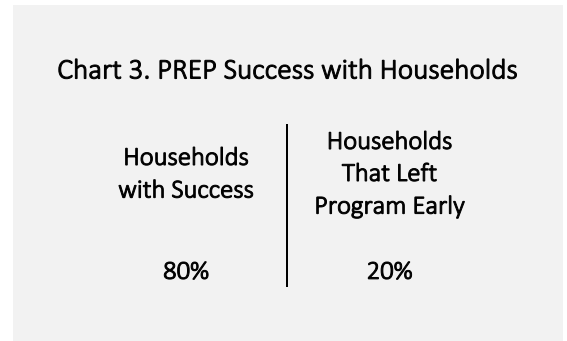 Chart 3. PREP Success with Households
Households
with Success
80%
Households
That Left
Program Early
20%